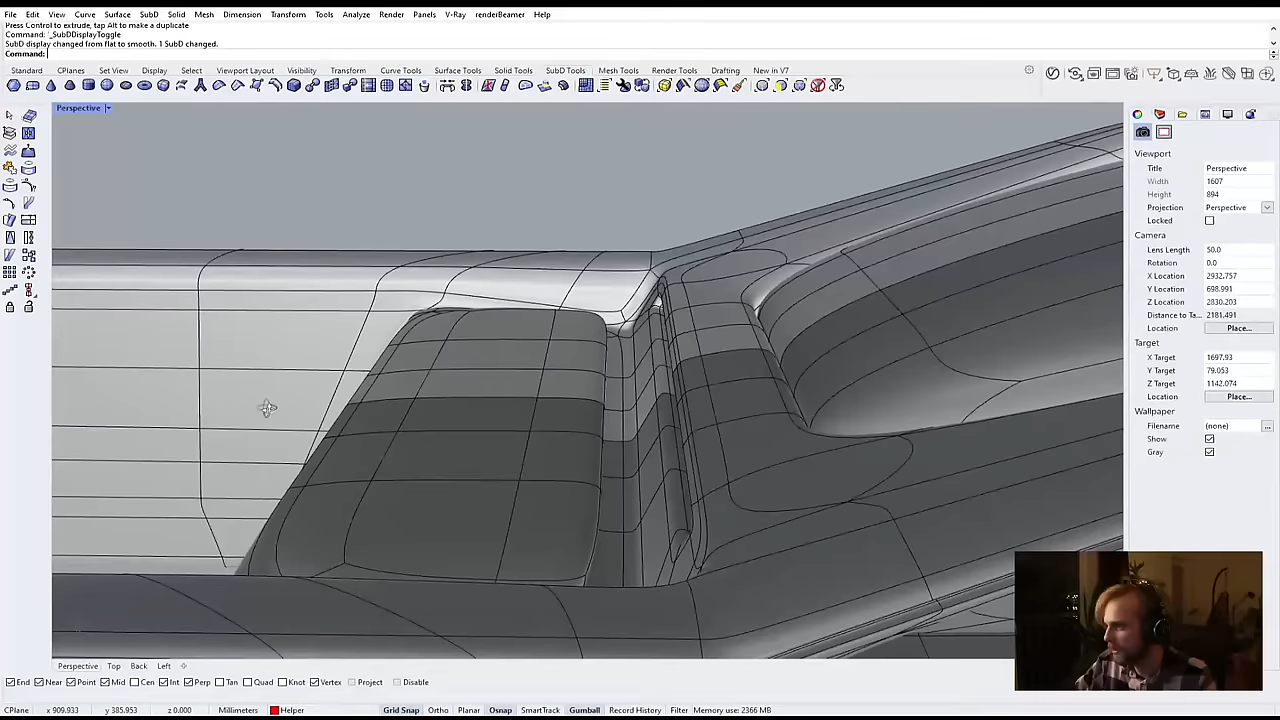 File Edit View Curve Surface SubD Solid Mesh Dimension Transform Tools Analyze Render Panels V-Ray renderBeamer Help
Press Control to extrude, tap Alt to make a duplicate
Command: '_SubDDisplayToggle
SubD display changed from flat to smooth. 1 SubD changed.
Command:
Standard CPlanes Set View Display Select Viewport Layout Visibility Transform Curve Tools Surface Tools Solid Tools SubD Tools Mesh Tools Render Tools Drafting New in V7
Perspective
Viewport
Title Perspective
Width 1607
Height 894
Projection Perspective
Locked
Camera
Lens Length 50.0
Rotation 0.0
X Location 2932.757
Y Location 698.991
Z Location 2830.203
Distance to Ta... 2181.491
Location Place...
Target
X Target 1697.93
Y Target 79.053
Z Target 1142.074
Location Place...
Wallpaper
Filename (none) ...
Show
Gray
Perspective Top Back Left
End Near Point Mid Cen Int Perp Tan Quad Knot Vertex Project Disable
CPlane x 909.933 y 385.953 z 0.000 Millimeters Helper Grid Snap Ortho Planar Osnap SmartTrack Gumball Record History Filter Memory use: 2366 MB